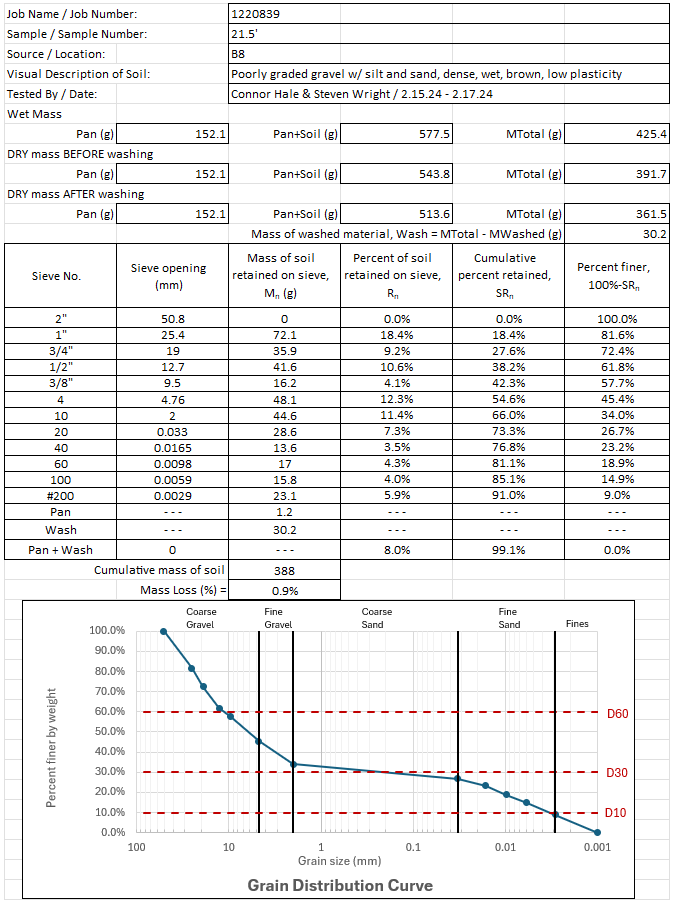 Job Name / Job Number: 1220839
Sample / Sample Number: 21.5'
Source / Location: B8
Visual Description of Soil: Poorly graded gravel w/ silt and sand, dense, wet, brown, low plasticity
Tested By / Date: Connor Hale & Steven Wright / 2.15.24 - 2.17.24
Wet Mass
Pan (g) 152.1 Pan+Soil (g) 577.5 MTotal (g) 425.4
DRY mass BEFORE washing
Pan (g) 152.1 Pan+Soil (g) 543.8 MTotal (g) 391.7
DRY mass AFTER washing
Pan (g) 152.1 Pan+Soil (g) 513.6 MTotal (g) 361.5
Mass of washed material, Wash = MTotal - MWashed (g) 30.2
Sieve No. Sieve opening (mm) Mass of soil retained on sieve, Mn (g) Percent of soil retained on sieve, Rn Cumulative percent retained, SRn Percent finer, 100%-SRn
2" 50.8 0 0.0% 0.0% 100.0%
1" 25.4 72.1 18.4% 18.4% 81.6%
3/4" 19 35.9 9.2% 27.6% 72.4%
1/2" 12.7 41.6 10.6% 38.2% 61.8%
3/8" 9.5 16.2 4.1% 42.3% 57.7%
4 4.76 48.1 12.3% 54.6% 45.4%
10 2 44.6 11.4% 66.0% 34.0%
20 0.033 28.6 7.3% 73.3% 26.7%
40 0.0165 13.6 3.5% 76.8% 23.2%
60 0.0098 17 4.3% 81.1% 18.9%
100 0.0059 15.8 4.0% 85.1% 14.9%
#200 0.0029 23.1 5.9% 91.0% 9.0%
Pan - - - 1.2 - - - - - - - - -
Wash - - - 30.2 - - - - - - - - -
Pan + Wash 0 - - - 8.0% 99.1% 0.0%
Cumulative mass of soil 388
Mass Loss (%) = 0.9%
Coarse Gravel Fine Gravel Coarse Sand Fine Sand Fines
100.0%
90.0%
80.0%
70.0%
60.0%
50.0%
40.0%
30.0%
20.0%
10.0%
0.0%
Percent finer by weight
D60
D30
D10
100 10 1 0.1 0.01 0.001
Grain size (mm)
Grain Distribution Curve